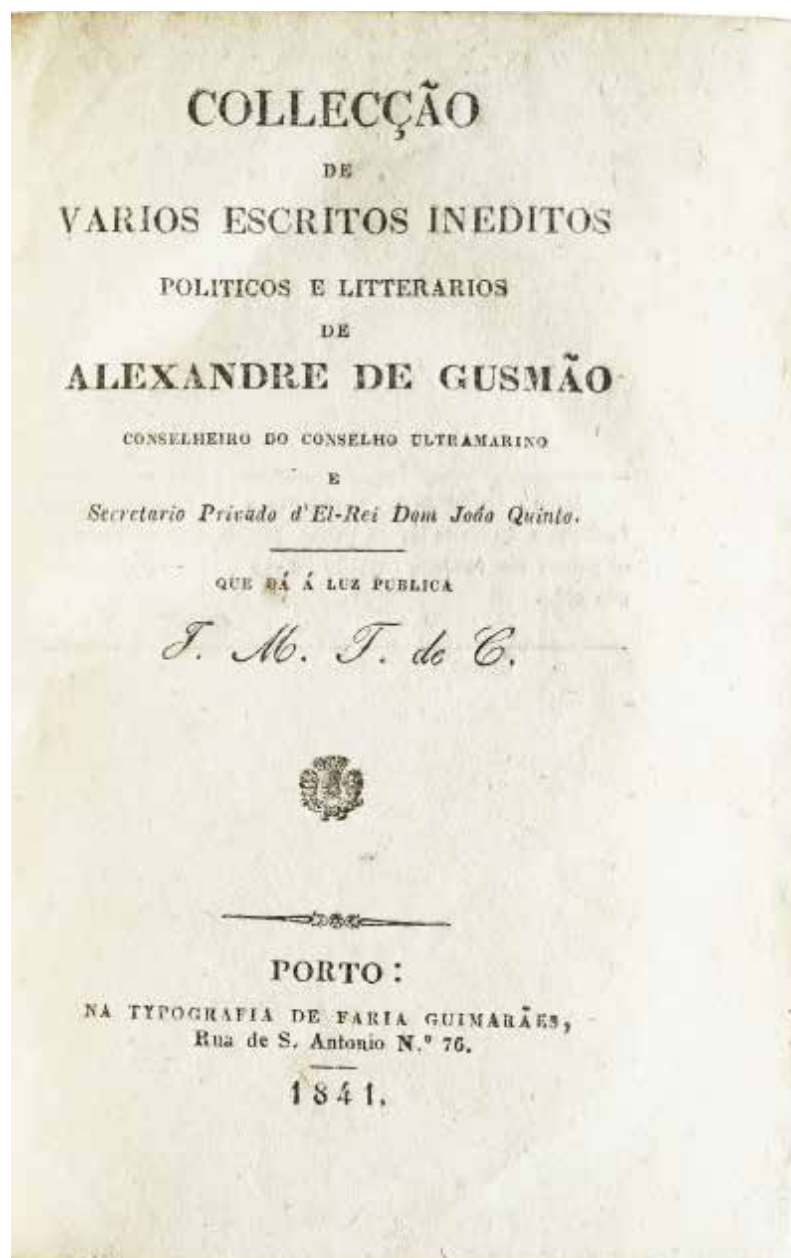 COLLECÇÃO
DE
VARIOS ESCRITOS INEDITOS
POLITICOS E LITTERARIOS
DE
ALEXANDRE DE GUSMÃO
CONSELHEIRO DO CONSELHO ULTRAMARINO
E
Secretario Privado d'El-Rei Dom João Quinto.
QUE DÁ Á LUZ PUBLICA
J. M. T. de C.
PORTO:
NA TYPOGRAFIA DE FARIA GUIMARÃES,
Rua de S. Antonio N.º 76.
1841.